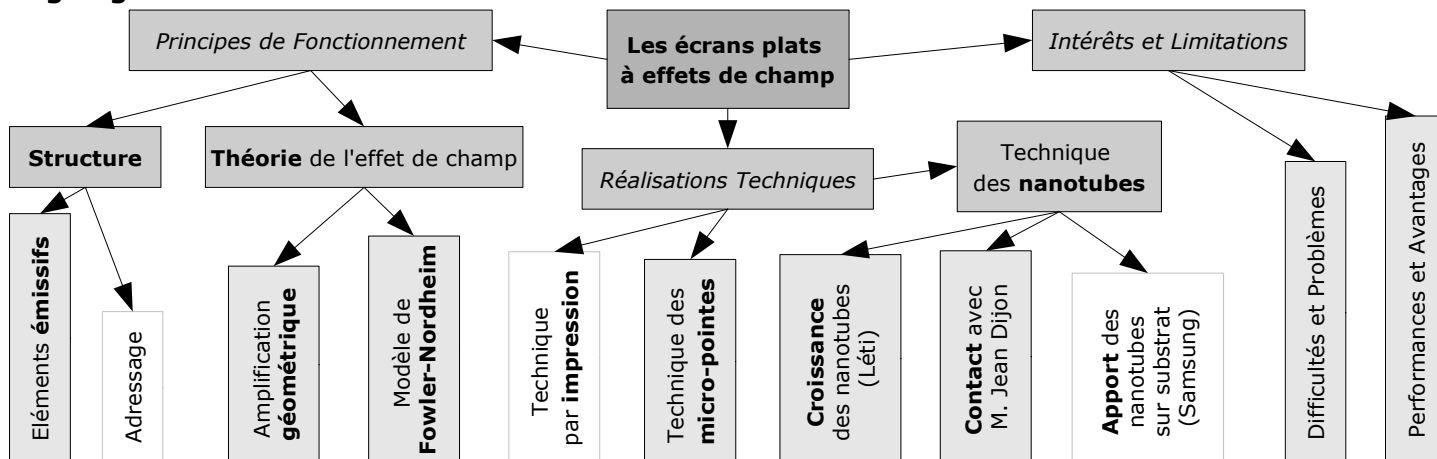 Principes de Fonctionnement
Les écrans plats
à effets de champ
Intérêts et Limitations
Structure
Théorie de l'effet de champ
Réalisations Techniques
Technique
des nanotubes
Eléments émissifs
Adressage
Amplification
géométrique
Modèle de
Fowler-Nordheim
Technique
par impression
Technique des
micro-pointes
Croissance
des nanotubes
(Léti)
Contact avec
M. Jean Dijon
Apport des
nanotubes
sur substrat
(Samsung)
Difficultés et Problèmes
Performances et Avantages